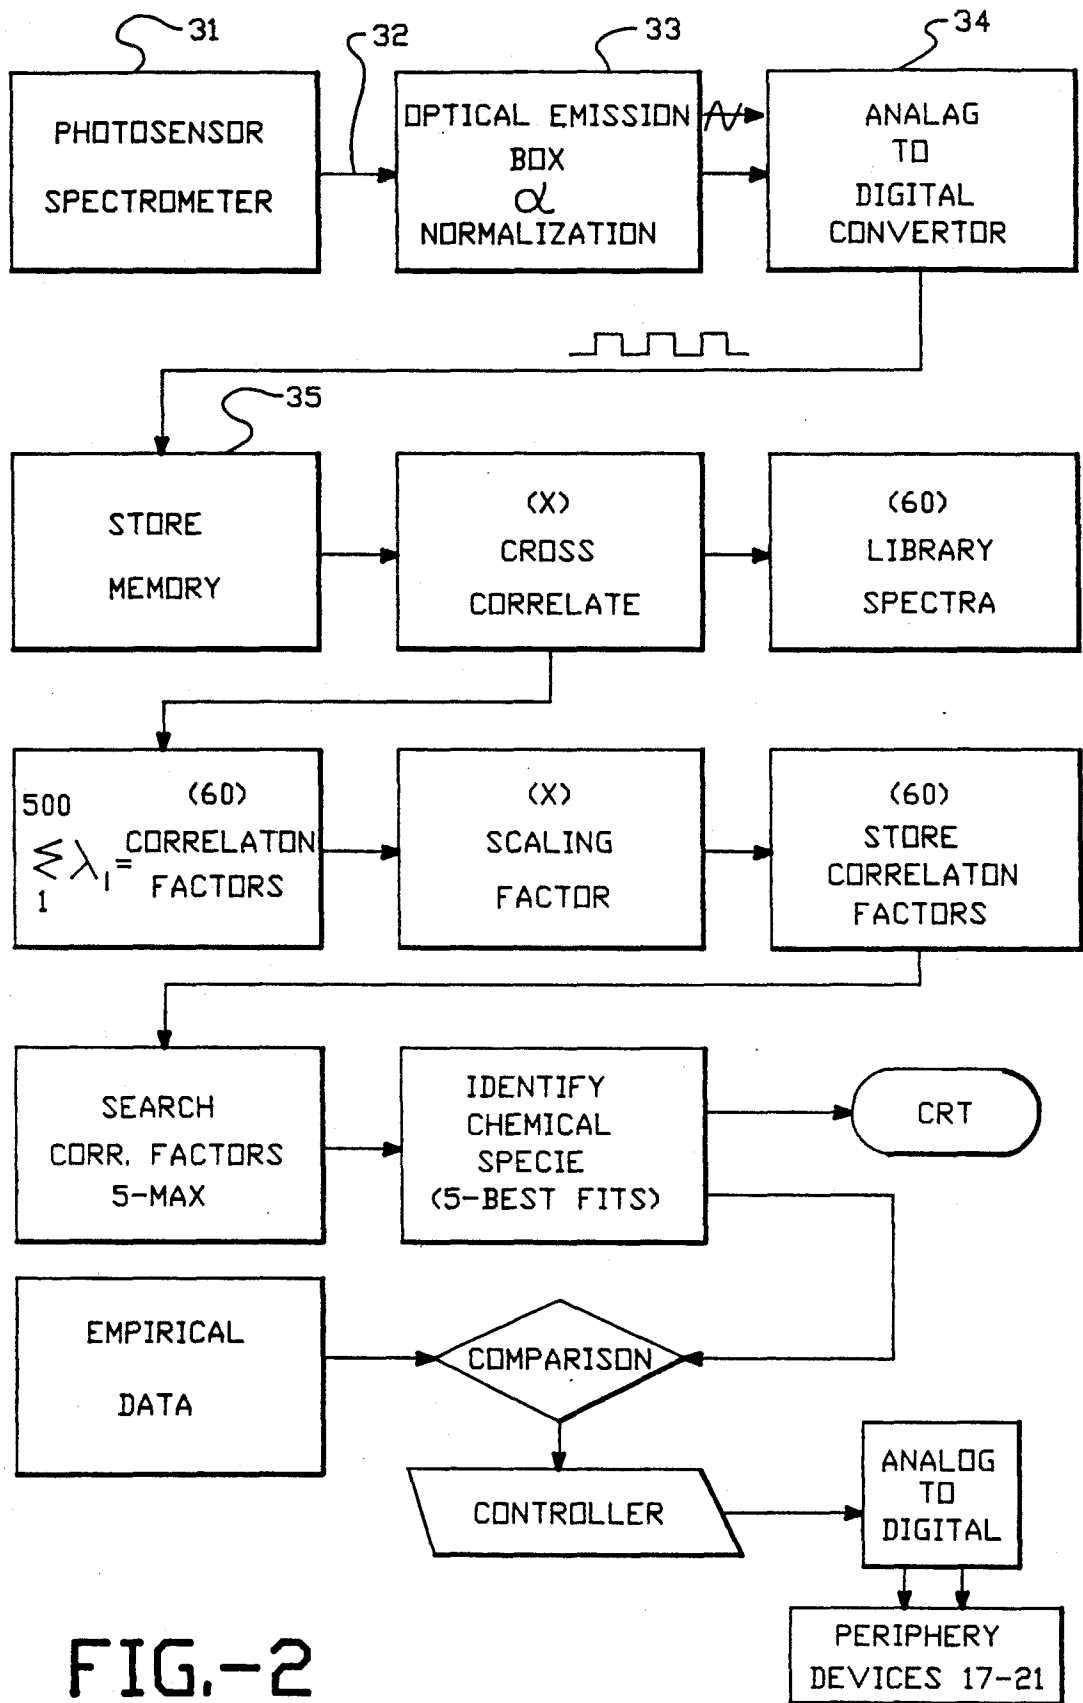 31
32
33
34
PHOTOSENSOR
SPECTROMETER
OPTICAL EMISSION
BOX
α
NORMALIZATION
ANALAG
TO
DIGITAL
CONVERTOR
35
STORE
MEMORY
(X)
CROSS
CORRELATE
(60)
LIBRARY
SPECTRA
500
Σ λ₁ =
1
(60)
CORRELATON
FACTORS
(X)
SCALING
FACTOR
(60)
STORE
CORRELATON
FACTORS
SEARCH
CORR. FACTORS
5-MAX
IDENTIFY
CHEMICAL
SPECIE
(5-BEST FITS)
CRT
EMPIRICAL
DATA
COMPARISON
CONTROLLER
ANALOG
TO
DIGITAL
PERIPHERY
DEVICES 17-21
FIG.-2